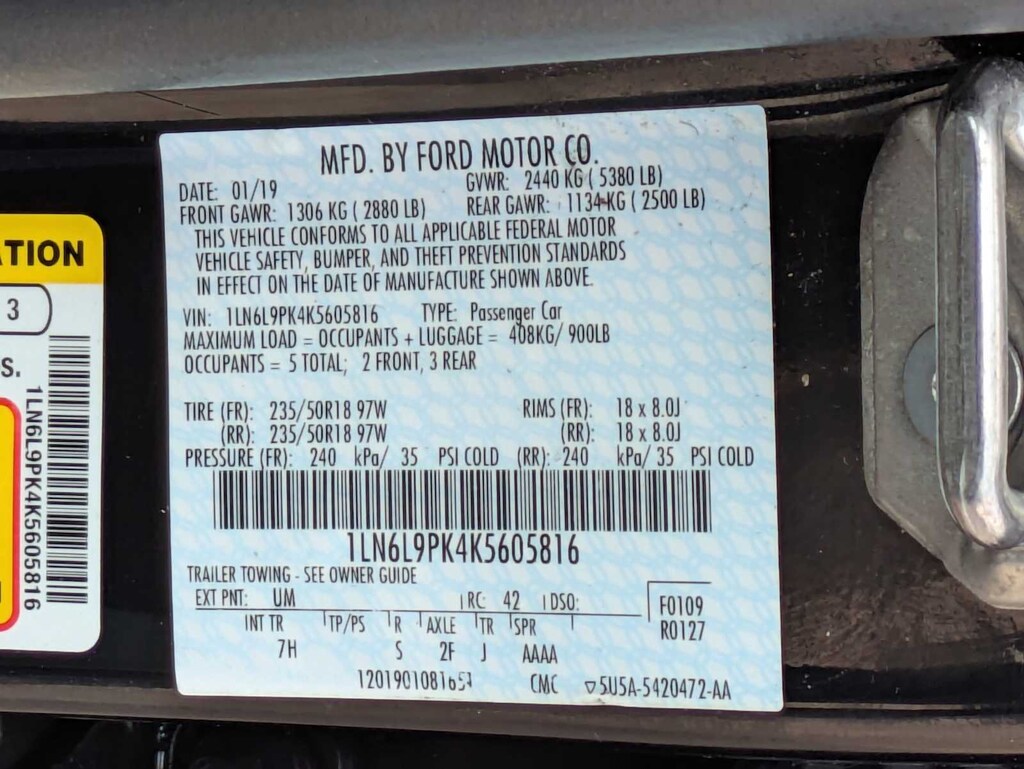 MFD. BY FORD MOTOR CO.
DATE: 01/19 GVWR: 2440 KG ( 5380 LB)
FRONT GAWR: 1306 KG ( 2880 LB) REAR GAWR: 1134 KG ( 2500 LB)
THIS VEHICLE CONFORMS TO ALL APPLICABLE FEDERAL MOTOR
VEHICLE SAFETY, BUMPER, AND THEFT PREVENTION STANDARDS
IN EFFECT ON THE DATE OF MANUFACTURE SHOWN ABOVE.
VIN: 1LN6L9PK4K5605816 TYPE: Passenger Car
MAXIMUM LOAD = OCCUPANTS + LUGGAGE = 408KG/ 900LB
OCCUPANTS = 5 TOTAL; 2 FRONT, 3 REAR
TIRE (FR): 235/50R18 97W RIMS (FR): 18 x 8.0J
(RR): 235/50R18 97W (RR): 18 x 8.0J
PRESSURE (FR): 240 kPa/ 35 PSI COLD (RR): 240 kPa/ 35 PSI COLD
1LN6L9PK4K5605816
TRAILER TOWING - SEE OWNER GUIDE
EXT PNT: UM RC: 42 DSO:
F0109
R0127
INT TR TP/PS R AXLE TR SPR
7H S 2F J AAAA
CMC ▽5U5A-5420472-AA
ATION
3
S.
1LN6L9PK4K5605816